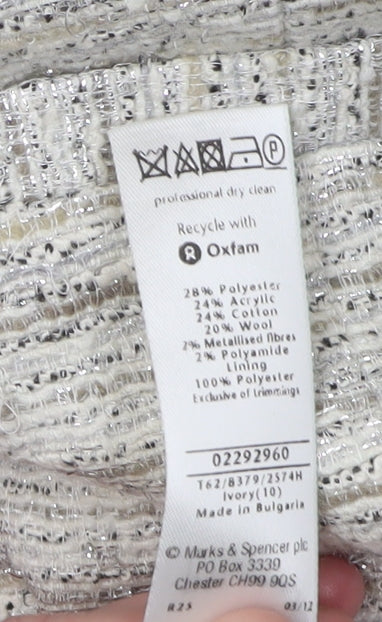 P
professional dry clean
Recycle with
Oxfam
28% Polyester
24% Acrylic
24% Cotton
20% Wool
2% Metallised fibres
2% Polyamide
Lining
100% Polyester
Exclusive of trimmings
02292960
T62/8379/2574H
Ivory(10)
Made in Bulgaria
© Marks & Spencer plc
PO Box 3339
Chester CH99 9QS
R25 03/12